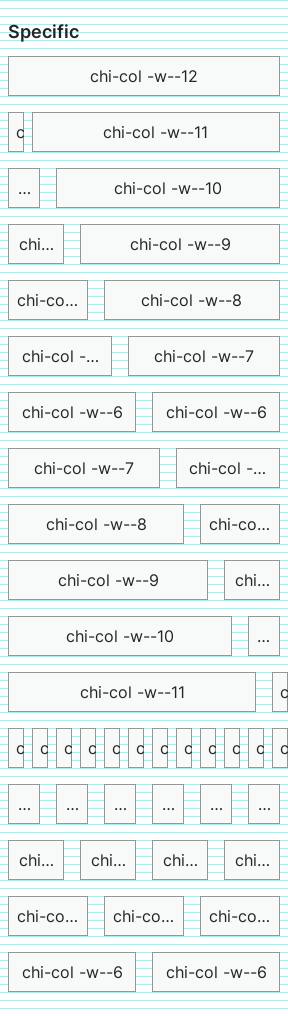 Specific
chi-col -w--12
c chi-col -w--11
... chi-col -w--10
chi... chi-col -w--9
chi-co... chi-col -w--8
chi-col -... chi-col -w--7
chi-col -w--6 chi-col -w--6
chi-col -w--7 chi-col -...
chi-col -w--8 chi-co...
chi-col -w--9 chi...
chi-col -w--10 ...
chi-col -w--11 c
c c c c c c c c c c c c
... ... ... ... ... ...
chi... chi... chi... chi...
chi-co... chi-co... chi-co...
chi-col -w--6 chi-col -w--6